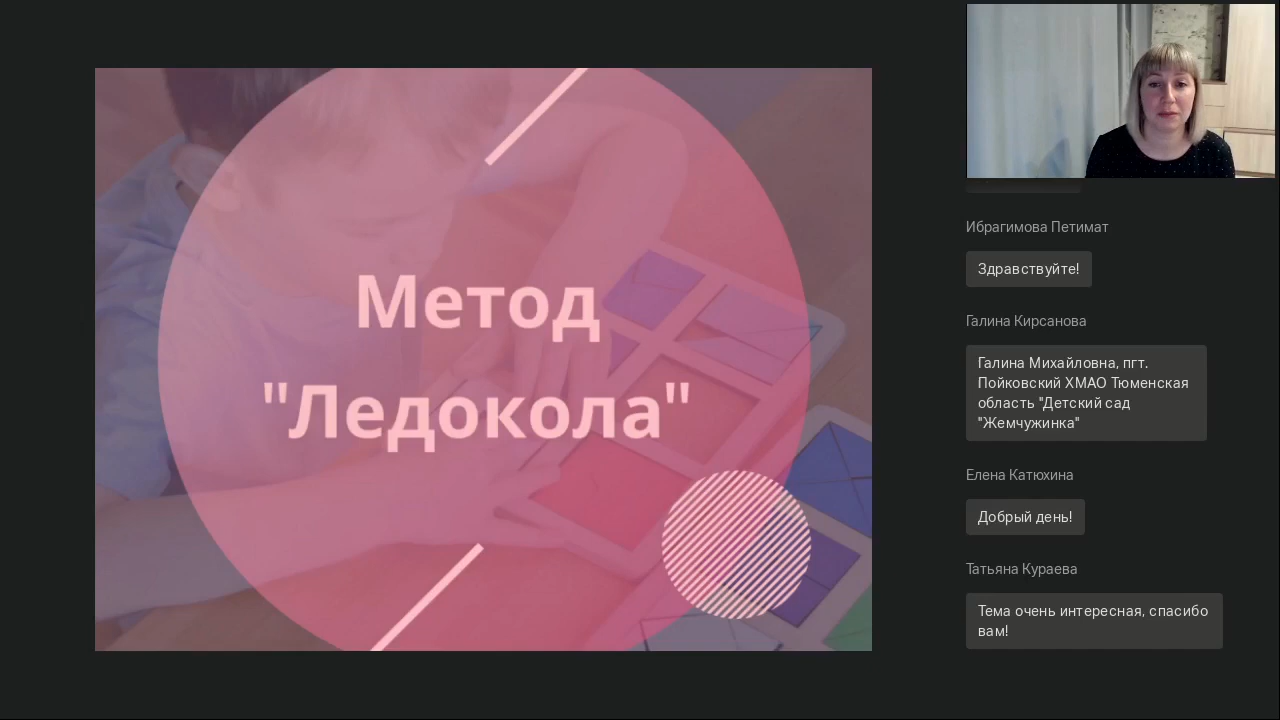 Метод
"Ледокола"
Ибрагимова Петимат
Здравствуйте!
Галина Кирсанова
Галина Михайловна, пгт.
Пойковский ХМАО Тюменская
область "Детский сад
"Жемчужинка"
Елена Катюхина
Добрый день!
Татьяна Кураева
Тема очень интересная, спасибо
вам!